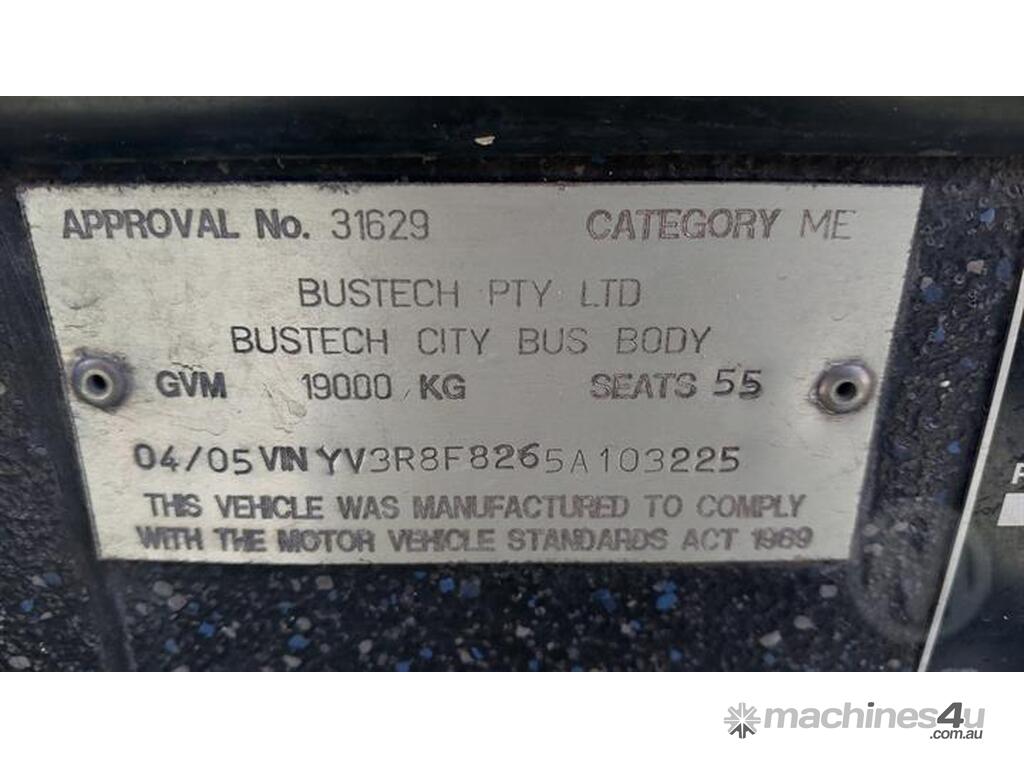 APPROVAL No. 31629 CATEGORY ME
BUSTECH PTY LTD
BUSTECH CITY BUS BODY
GVM 19000 KG SEATS 55
04/05 VIN YV3R8F8265A103225
THIS VEHICLE WAS MANUFACTURED TO COMPLY
WITH THE MOTOR VEHICLE STANDARDS ACT 1989
machines4u
.com.au